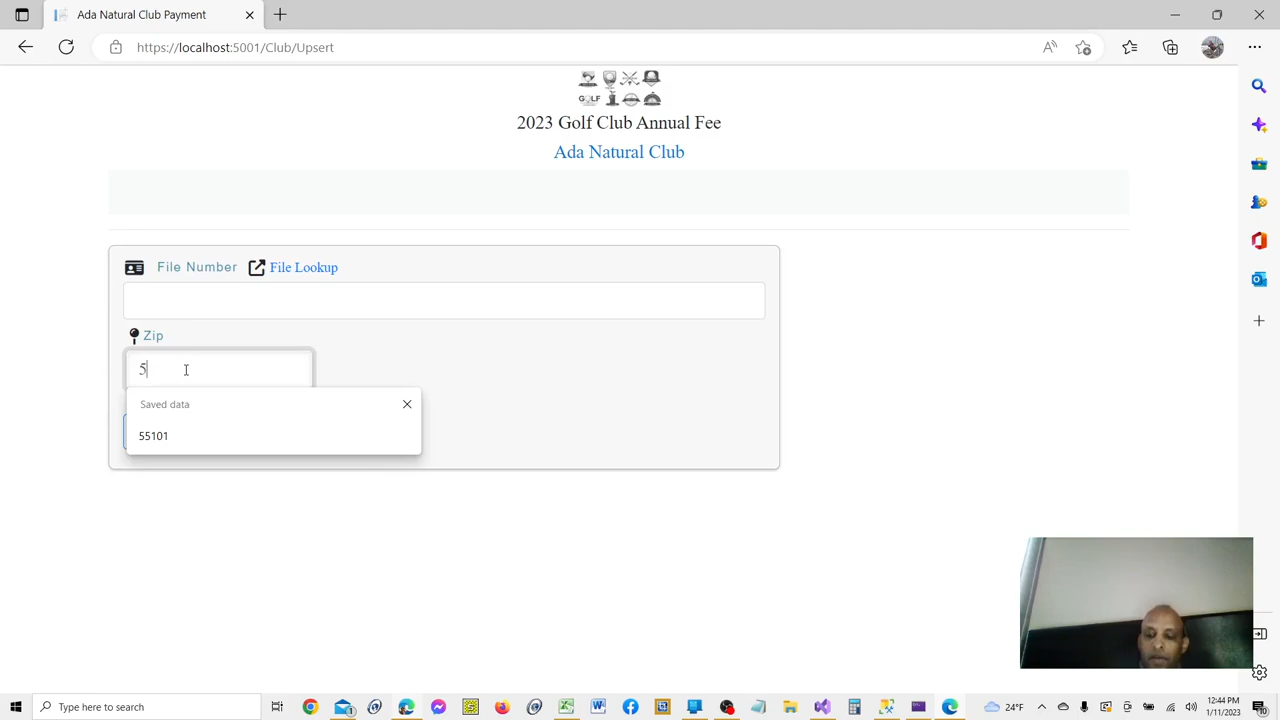 Ada Natural Club Payment
https://localhost:5001/Club/Upsert
GOLF
2023 Golf Club Annual Fee
Ada Natural Club
File Number File Lookup
Zip
5
Saved data
55101
Type here to search
24°F
12:44 PM
1/11/2023